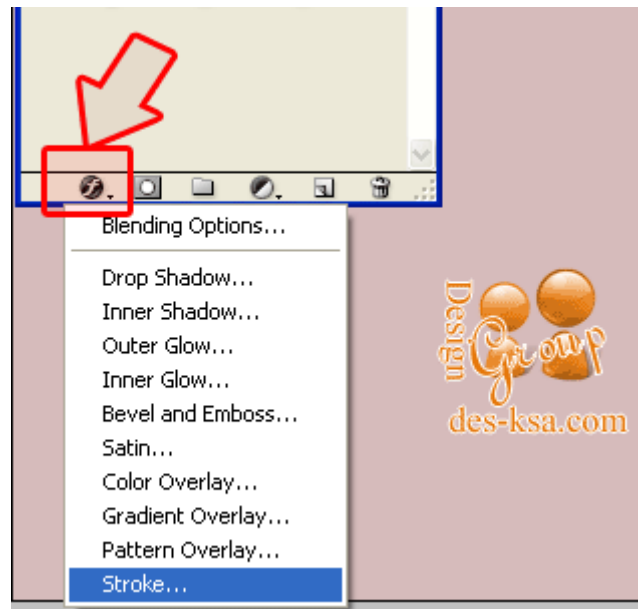 Blending Options...
Drop Shadow...
Inner Shadow...
Outer Glow...
Inner Glow...
Bevel and Emboss...
Satin...
Color Overlay...
Gradient Overlay...
Pattern Overlay...
Stroke...
Design
Group
des-ksa.com